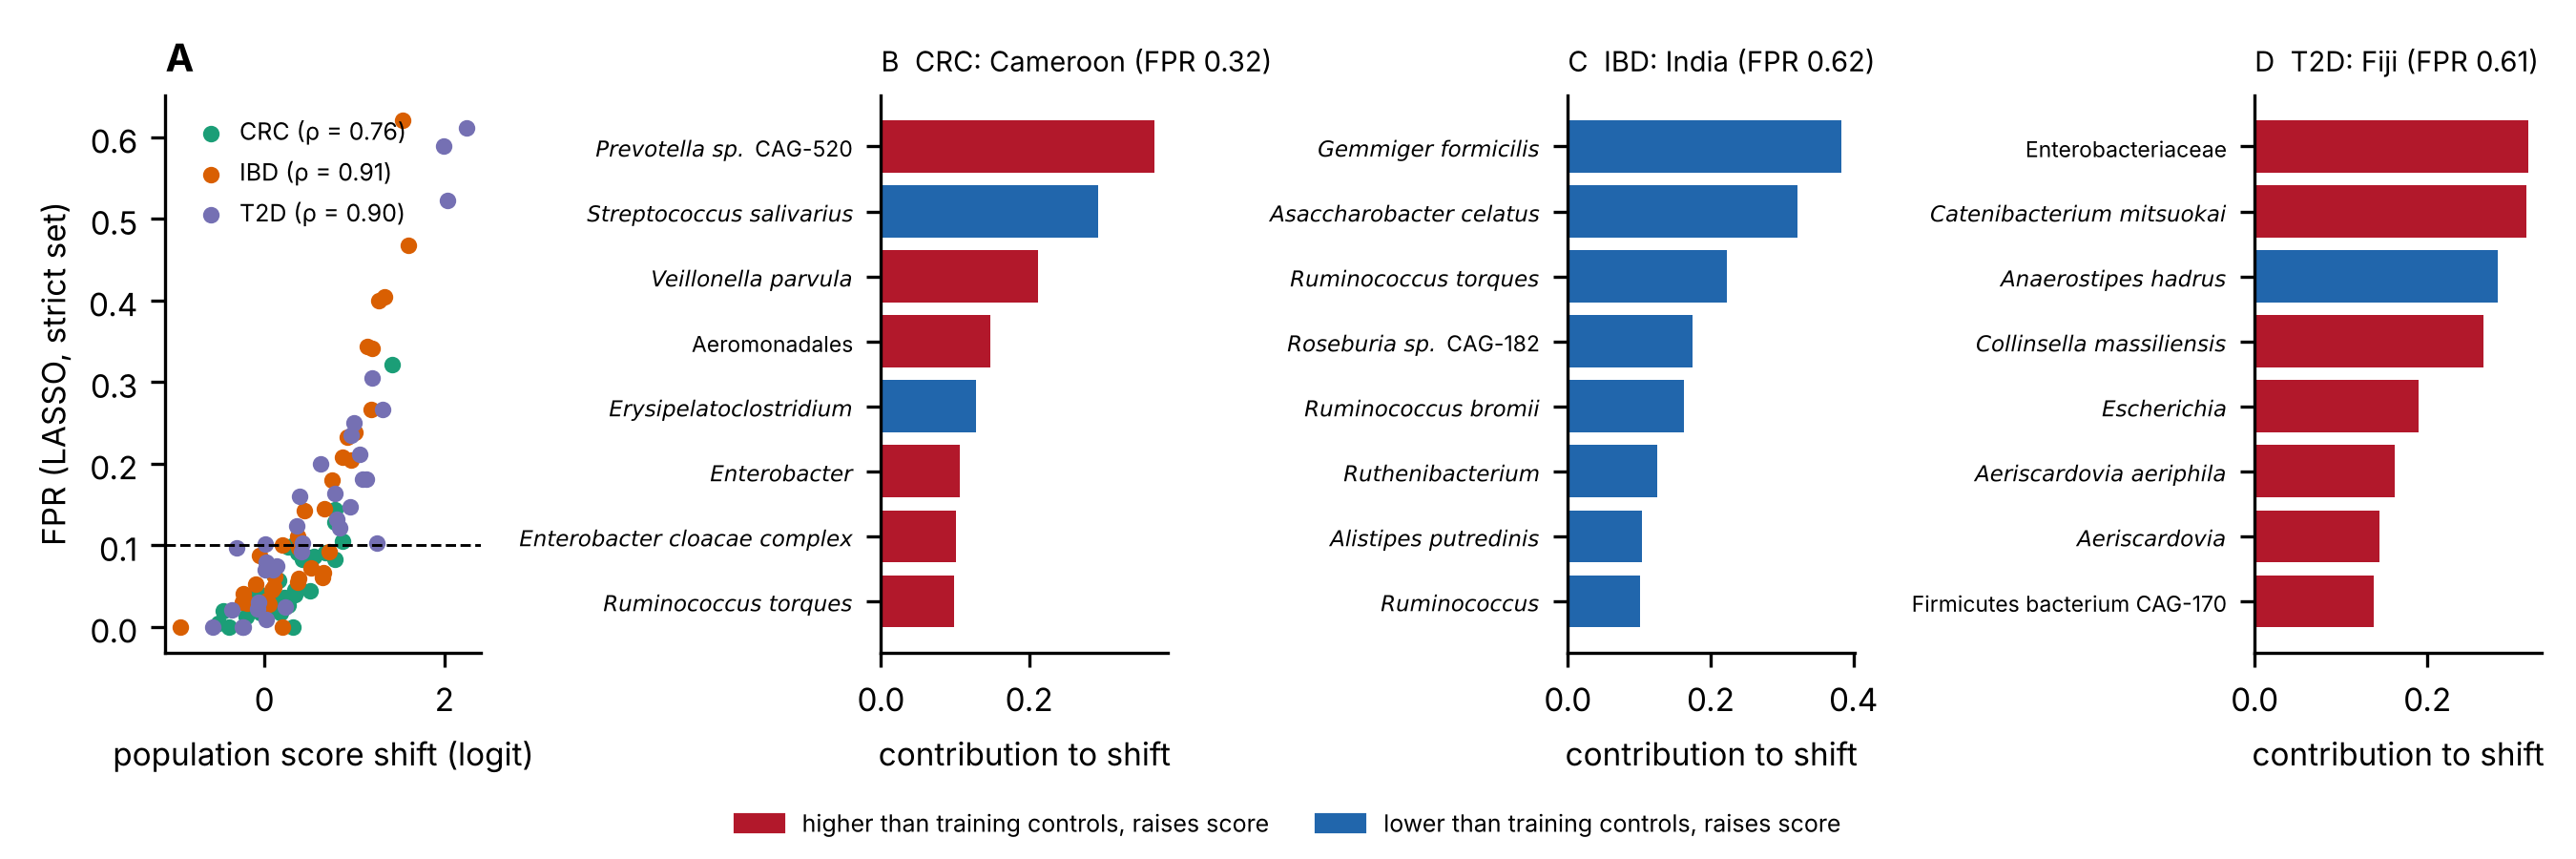 A
CRC (ρ = 0.76)
IBD (ρ = 0.91)
T2D (ρ = 0.90)
FPR (LASSO, strict set)
0.6
0.5
0.4
0.3
0.2
0.1
0.0
0
2
population score shift (logit)
B CRC: Cameroon (FPR 0.32)
Prevotella sp. CAG-520
Streptococcus salivarius
Veillonella parvula
Aeromonadales
Erysipelatoclostridium
Enterobacter
Enterobacter cloacae complex
Ruminococcus torques
0.0
0.2
contribution to shift
C IBD: India (FPR 0.62)
Gemmiger formicilis
Asaccharobacter celatus
Ruminococcus torques
Roseburia sp. CAG-182
Ruminococcus bromii
Ruthenibacterium
Alistipes putredinis
Ruminococcus
0.0
0.2
0.4
contribution to shift
D T2D: Fiji (FPR 0.61)
Enterobacteriaceae
Catenibacterium mitsuokai
Anaerostipes hadrus
Collinsella massiliensis
Escherichia
Aeriscardovia aeriphila
Aeriscardovia
Firmicutes bacterium CAG-170
0.0
0.2
contribution to shift
higher than training controls, raises score
lower than training controls, raises score